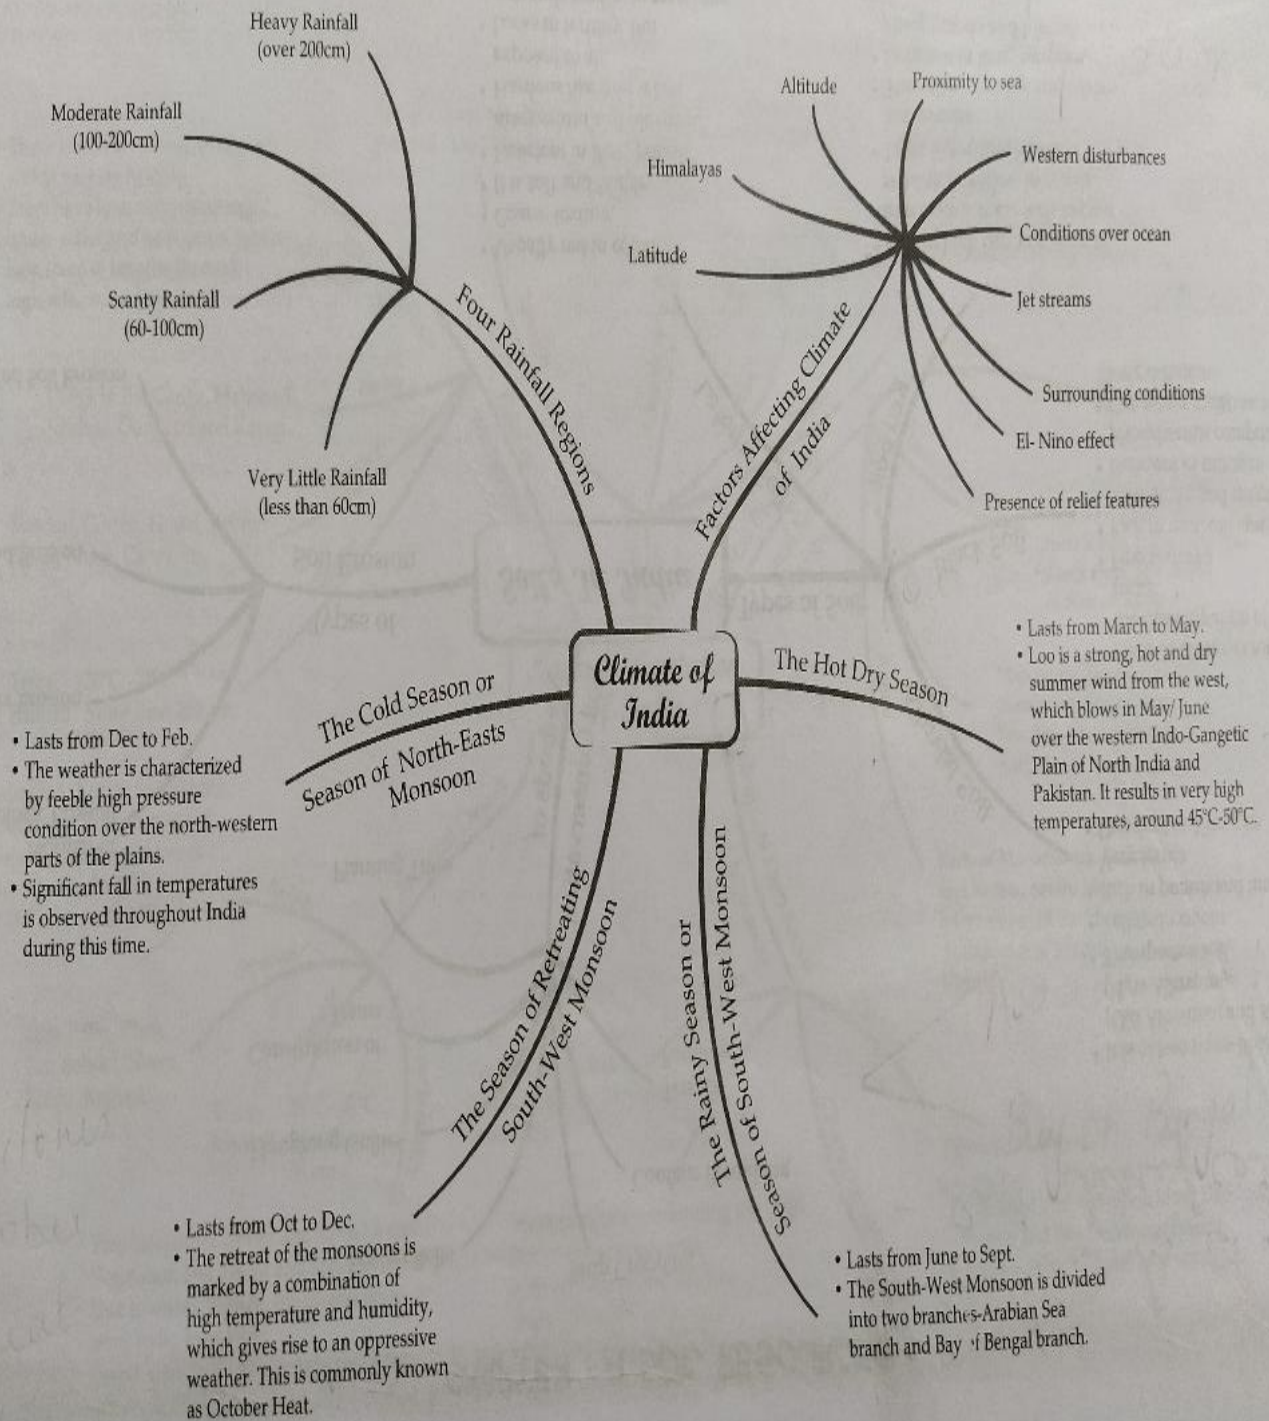 Heavy Rainfall
(over 200cm)
Moderate Rainfall
(100-200cm)
Scanty Rainfall
(60-100cm)
Very Little Rainfall
(less than 60cm)
Four Rainfall Regions
Altitude
Proximity to sea
Himalayas
Western disturbances
Latitude
Conditions over ocean
Jet streams
Surrounding conditions
El- Nino effect
Presence of relief features
Factors Affecting Climate
of India
Climate of
India
The Hot Dry Season
• Lasts from March to May.
• Loo is a strong, hot and dry
summer wind from the west,
which blows in May/ June
over the western Indo-Gangetic
Plain of North India and
Pakistan. It results in very high
temperatures, around 45°C-50°C.
The Cold Season or
Season of North-Easts
Monsoon
• Lasts from Dec to Feb.
• The weather is characterized
by feeble high pressure
condition over the north-western
parts of the plains.
• Significant fall in temperatures
is observed throughout India
during this time.
The Season of Retreating
South-West Monsoon
• Lasts from Oct to Dec.
• The retreat of the monsoons is
marked by a combination of
high temperature and humidity,
which gives rise to an oppressive
weather. This is commonly known
as October Heat.
The Rainy Season or
Season of South-West Monsoon
• Lasts from June to Sept.
• The South-West Monsoon is divided
into two branches-Arabian Sea
branch and Bay of Bengal branch.